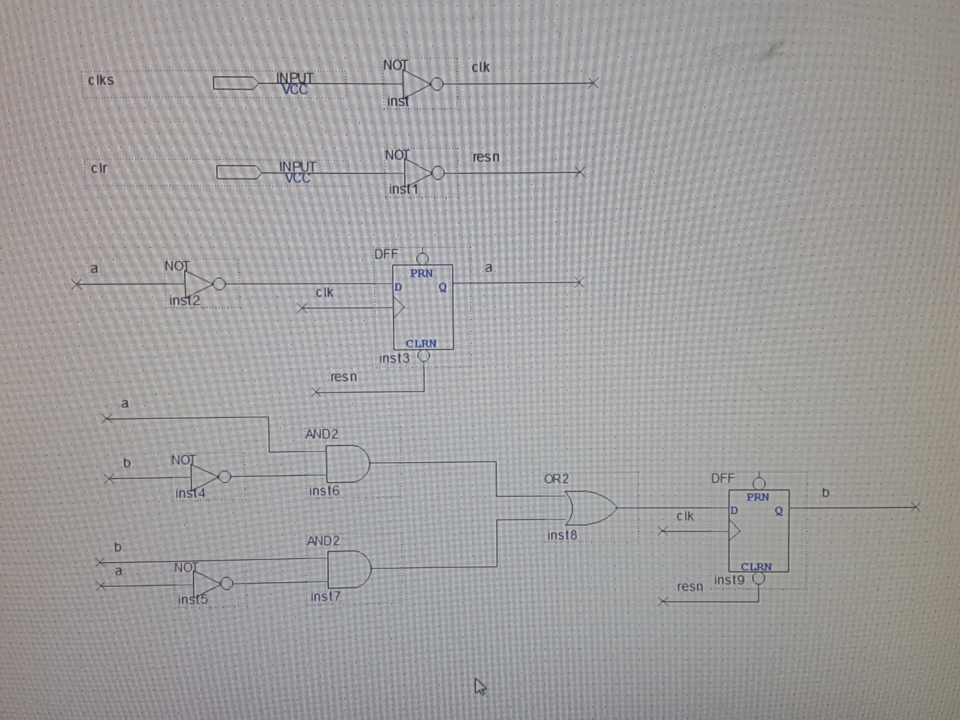 NOT
clk
clks
INPUT
VCC
inst
NOT
resn
clr
INPUT
VCC
inst1
DFF
a
NOT
PRN
a
D
Q
inst2
clk
CLRN
inst3
resn
a
AND2
b
NOT
inst4
inst6
OR2
DFF
PRN
b
D
Q
clk
inst8
b
AND2
a
NOT
CLRN
inst9
resn
inst5
inst7